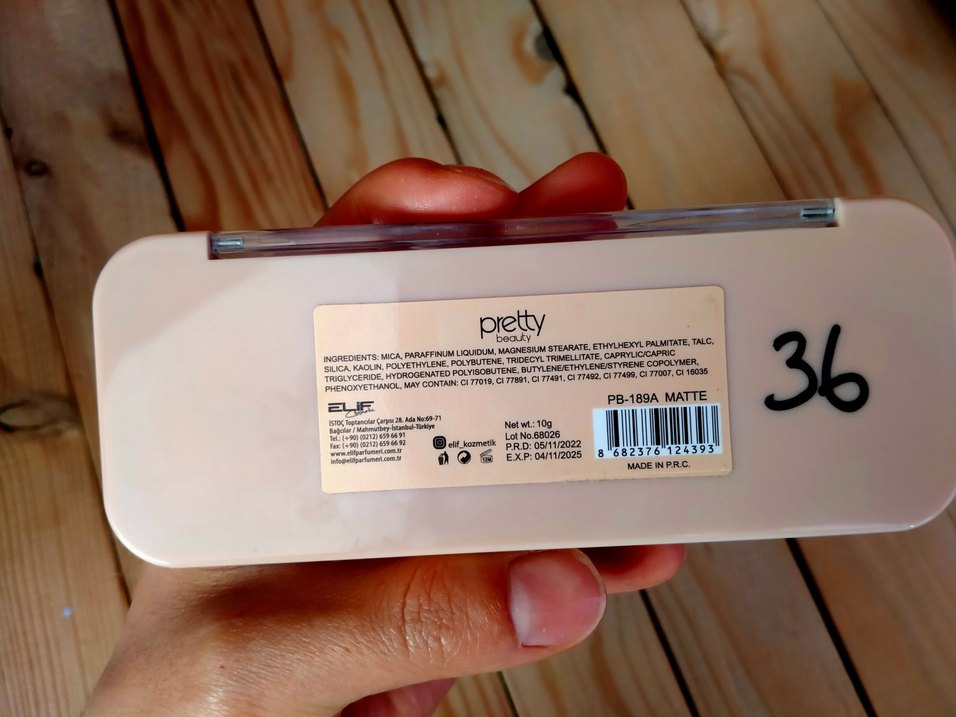 pretty
beauty
INGREDIENTS: MICA, PARAFFINUM LIQUIDUM, MAGNESIUM STEARATE, ETHYLHEXYL PALMITATE, TALC,
SILICA, KAOLIN, POLYETHYLENE, POLYBUTENE, TRIDECYL TRIMELLITATE, CAPRYLIC/CAPRIC
TRIGLYCERIDE, HYDROGENATED POLYISOBUTENE, BUTYLENE/ETHYLENE/STYRENE COPOLYMER,
PHENOXYETHANOL, MAY CONTAIN: CI 77019, CI 77891, CI 77491, CI 77492, CI 77499, CI 77007, CI 16035
ELIF
İSTOÇ Toptancılar Çarşısı 28. Ada No:69-71
Bağcılar / Mahmutbey-İstanbul-Türkiye
Tel.: (+90) (0212) 659 66 91
Fax: (+90) (0212) 659 66 92
www.elifparfumeri.com.tr
info@elifparfumeri.com.tr
elif_kozmetik
12M
Net wt.: 10g
Lot No.68026
P.R.D: 05/11/2022
E.X.P: 04/11/2025
PB-189A MATTE
8 682376 124393
MADE IN P.R.C.
36